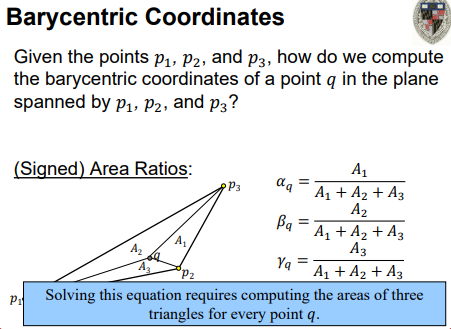 Barycentric Coordinates
Given the points p₁, p₂, and p₃, how do we compute
the barycentric coordinates of a point q in the plane
spanned by p₁, p₂, and p₃?
(Signed) Area Ratios:
p₃
A₁
A₂
q
A₃
p₂
p₁
α_q = A₁ / (A₁ + A₂ + A₃)
β_q = A₂ / (A₁ + A₂ + A₃)
γ_q = A₃ / (A₁ + A₂ + A₃)
Solving this equation requires computing the areas of three
triangles for every point q.